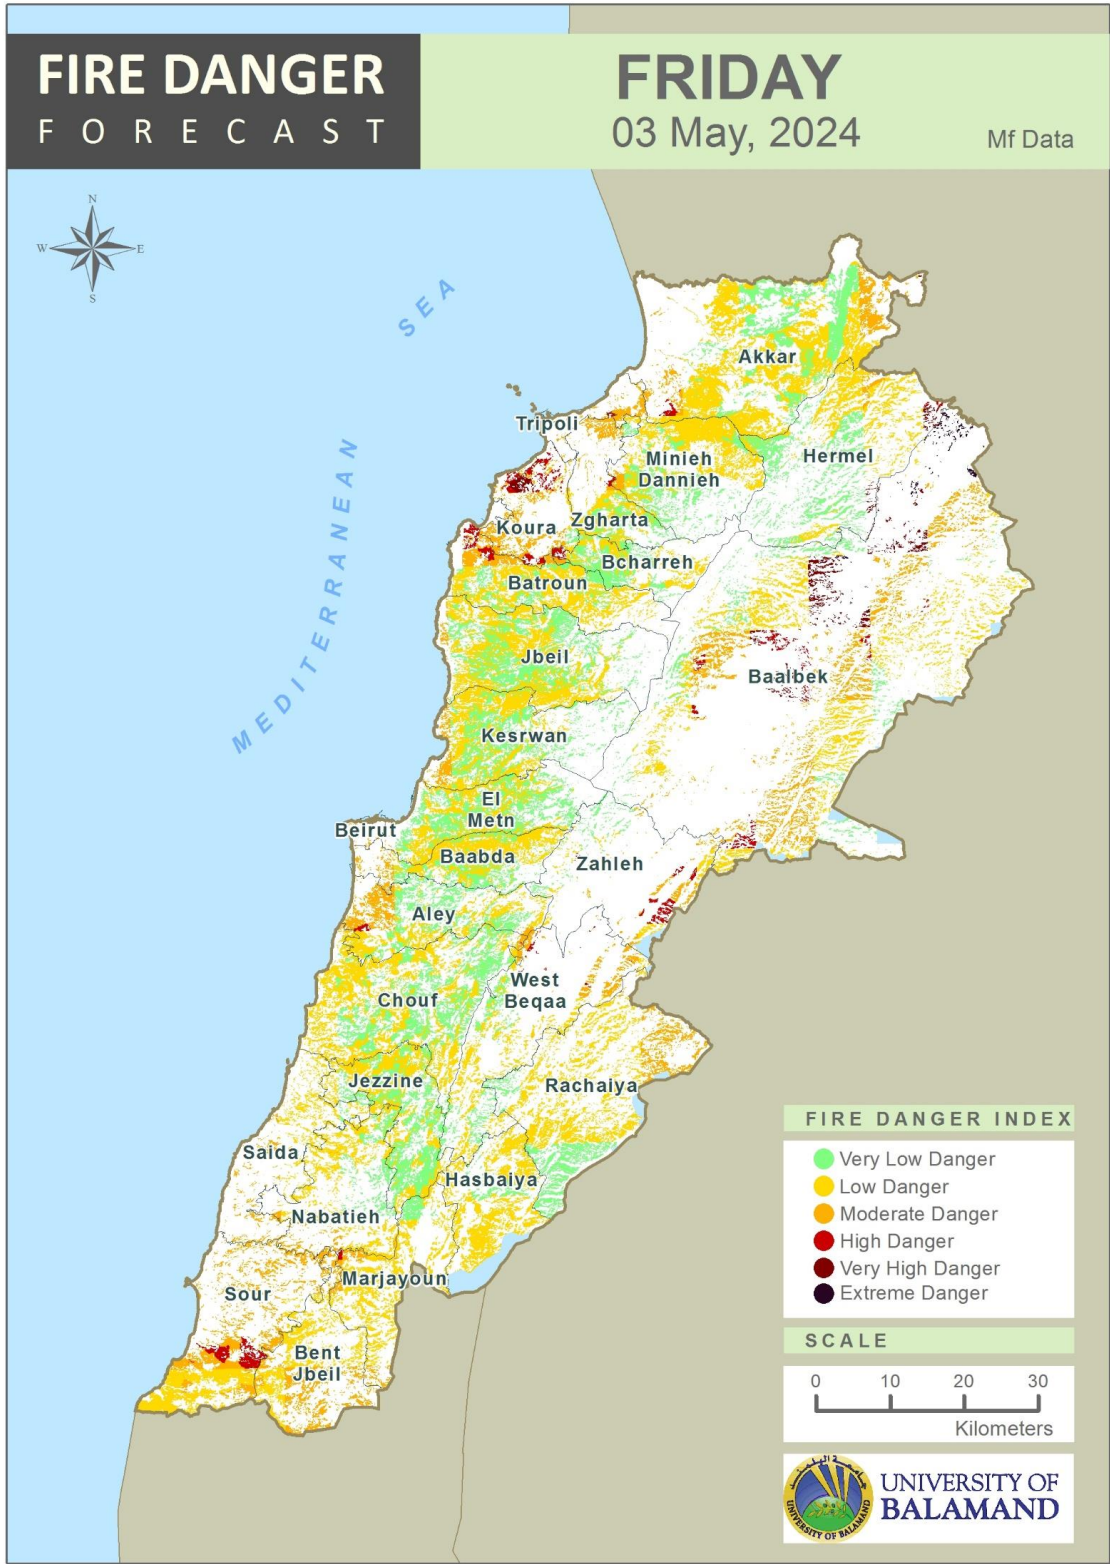 FIRE DANGER
FORECAST
FRIDAY
03 May, 2024
Mf Data
N
W
E
S
MEDITERRANEAN SEA
Akkar
Tripoli
Minieh
Dannieh
Hermel
Koura
Zgharta
Bcharreh
Batroun
Jbeil
Baalbek
Kesrwan
El
Metn
Beirut
Baabda
Zahleh
Aley
West
Beqaa
Chouf
Jezzine
Rachaiya
Saida
Hasbaiya
Nabatieh
Marjayoun
Sour
Bent
Jbeil
FIRE DANGER INDEX
Very Low Danger
Low Danger
Moderate Danger
High Danger
Very High Danger
Extreme Danger
SCALE
0 10 20 30
Kilometers
UNIVERSITY OF BALAMAND
UNIVERSITY OF
BALAMAND